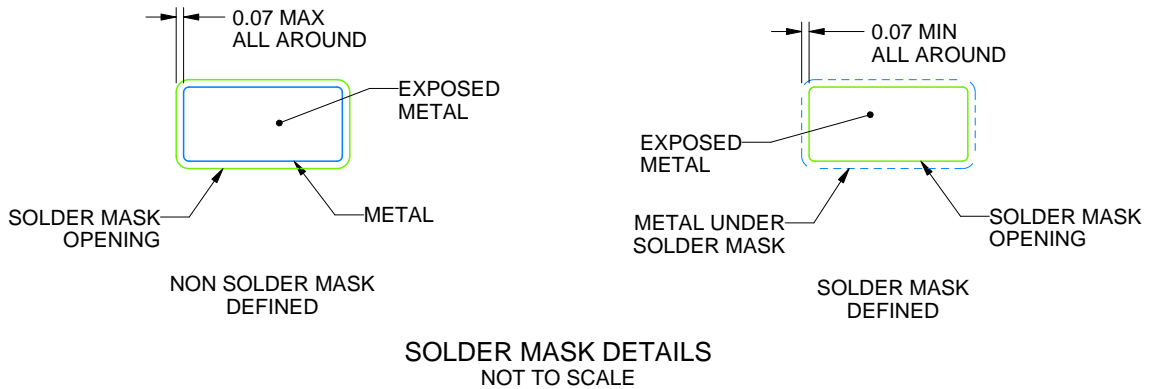 0.07 MAX
ALL AROUND
EXPOSED
METAL
SOLDER MASK
OPENING
METAL
NON SOLDER MASK
DEFINED
0.07 MIN
ALL AROUND
EXPOSED
METAL
METAL UNDER
SOLDER MASK
SOLDER MASK
OPENING
SOLDER MASK
DEFINED
SOLDER MASK DETAILS
NOT TO SCALE